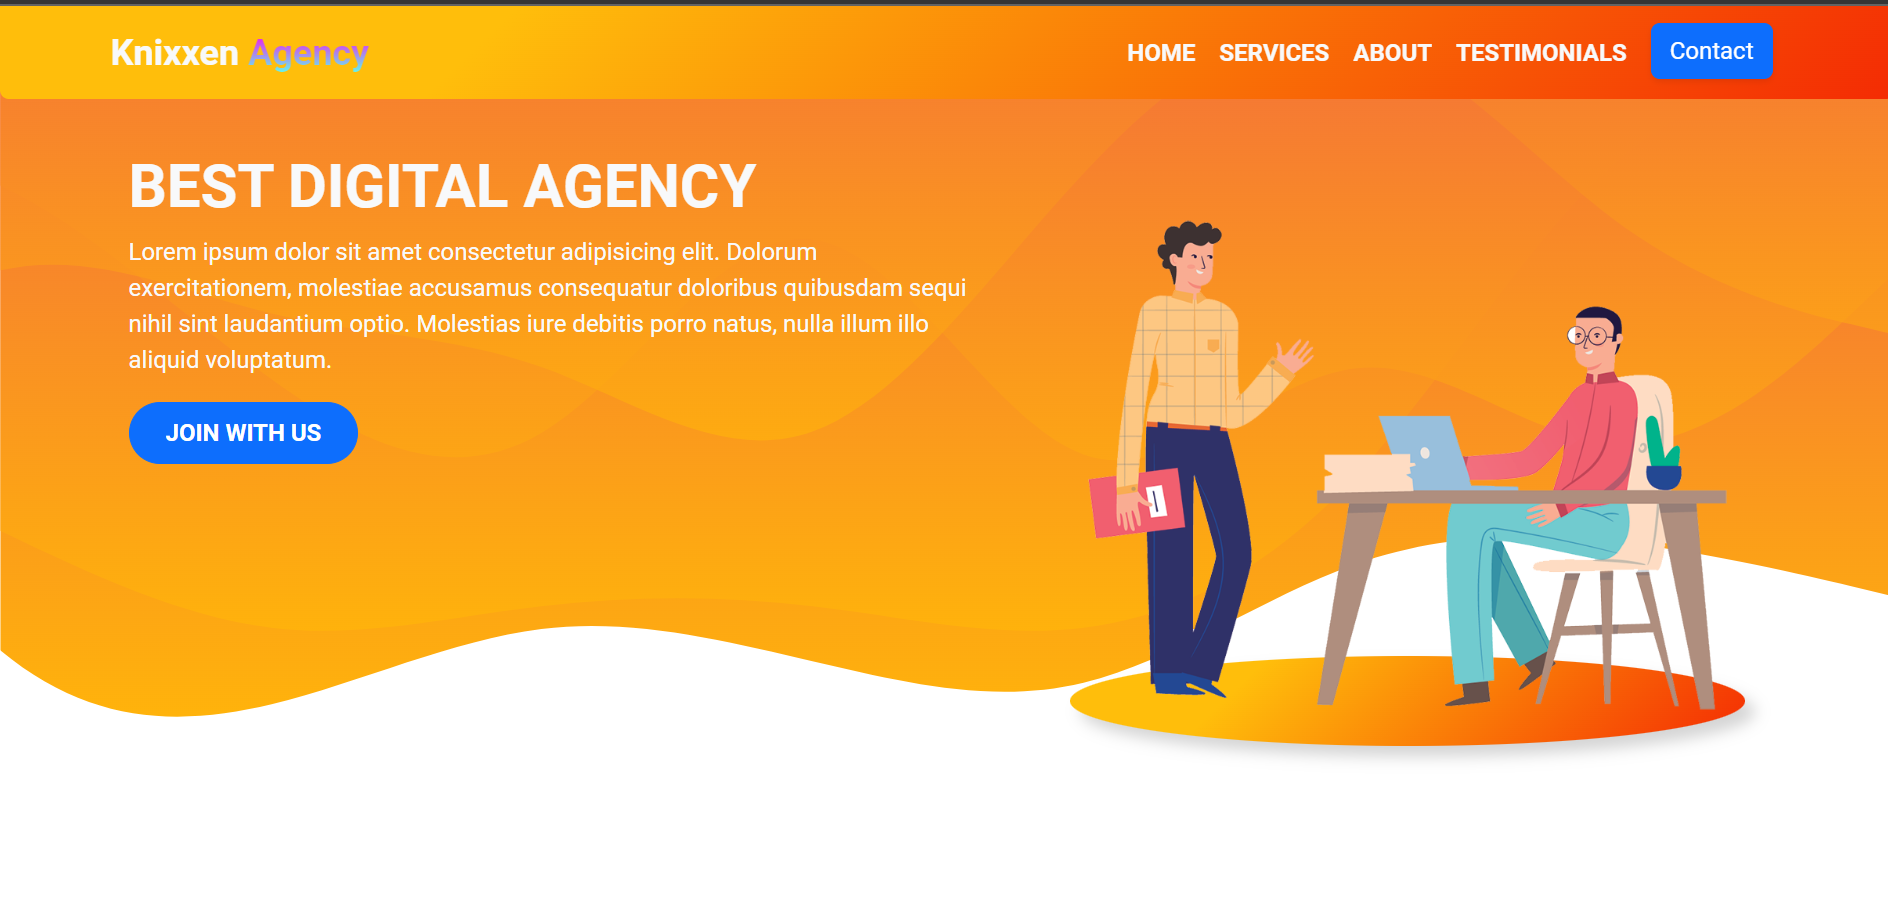 Knixxen Agency
HOME SERVICES ABOUT TESTIMONIALS Contact
BEST DIGITAL AGENCY
Lorem ipsum dolor sit amet consectetur adipisicing elit. Dolorum
exercitationem, molestiae accusamus consequatur doloribus quibusdam sequi
nihil sint laudantium optio. Molestias iure debitis porro natus, nulla illum illo
aliquid voluptatum.
JOIN WITH US